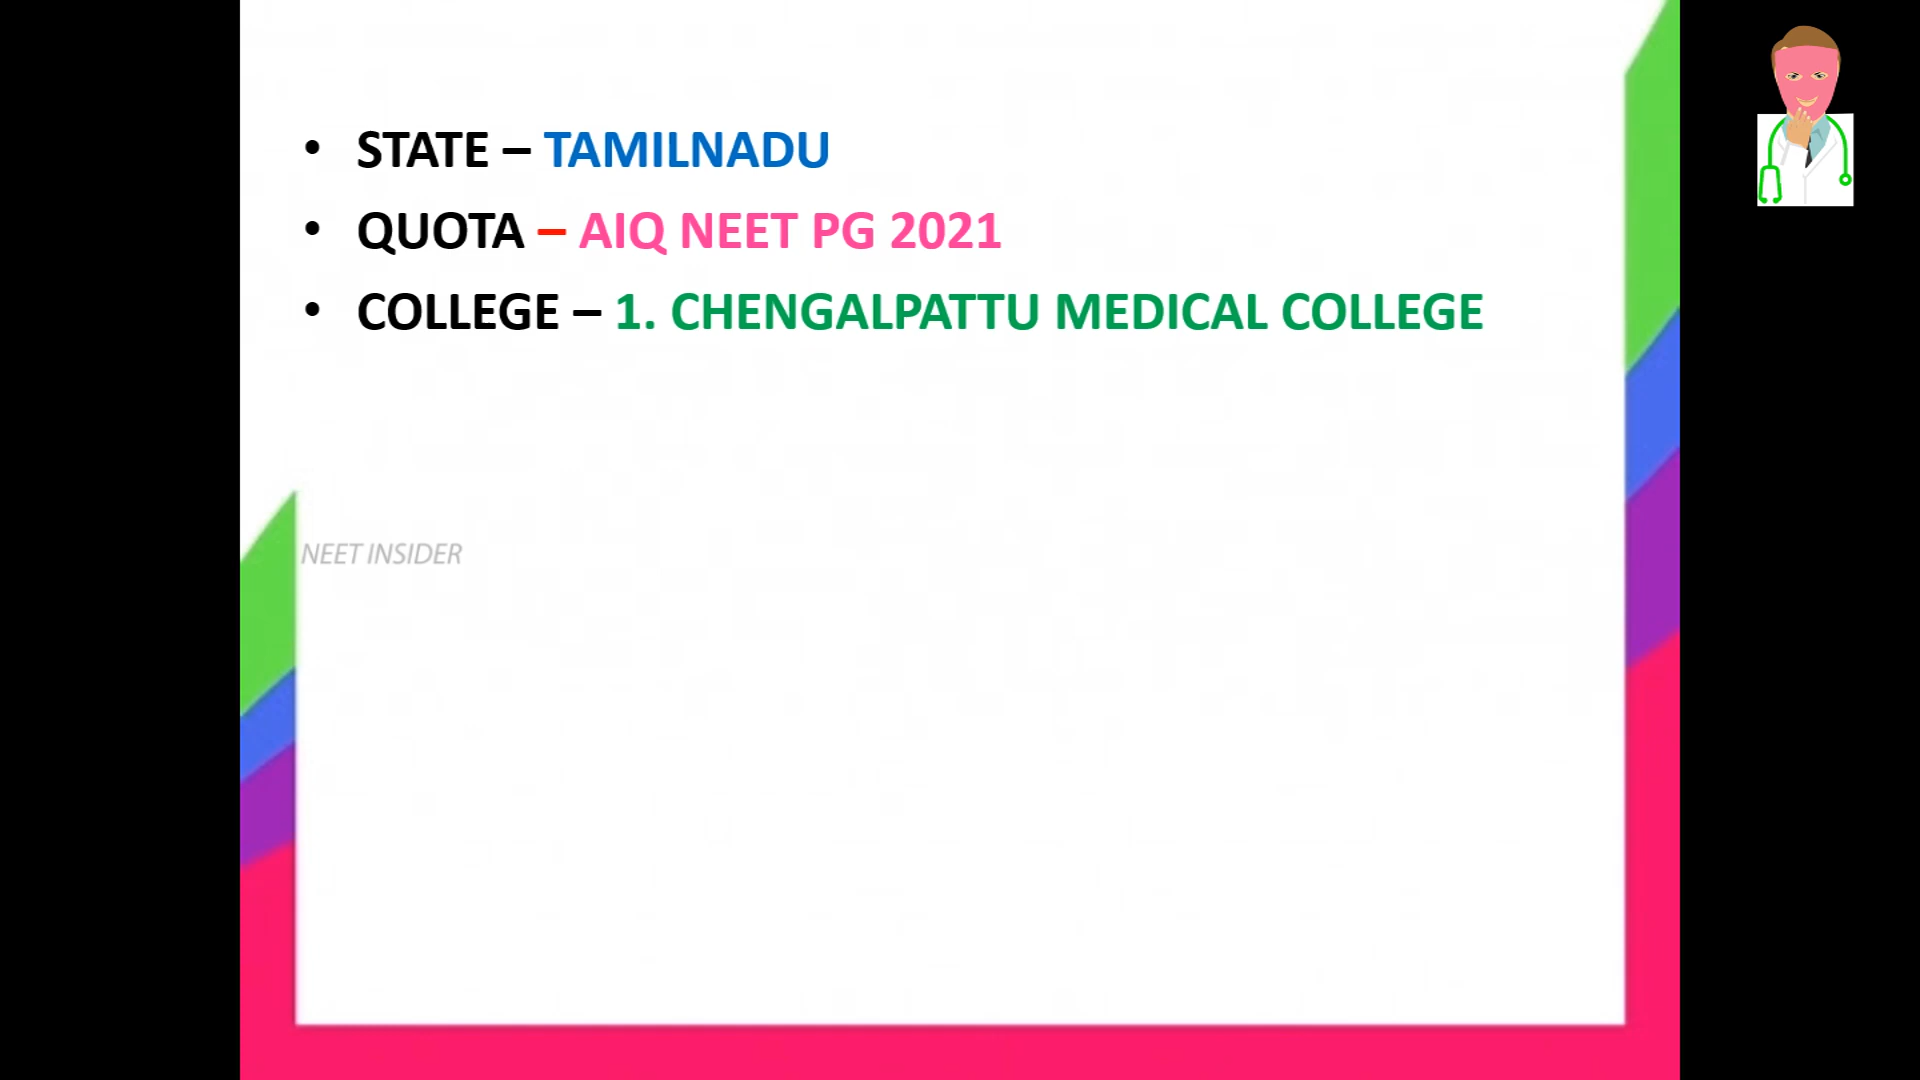 • STATE – TAMILNADU
• QUOTA – AIQ NEET PG 2021
• COLLEGE – 1. CHENGALPATTU MEDICAL COLLEGE
NEET INSIDER